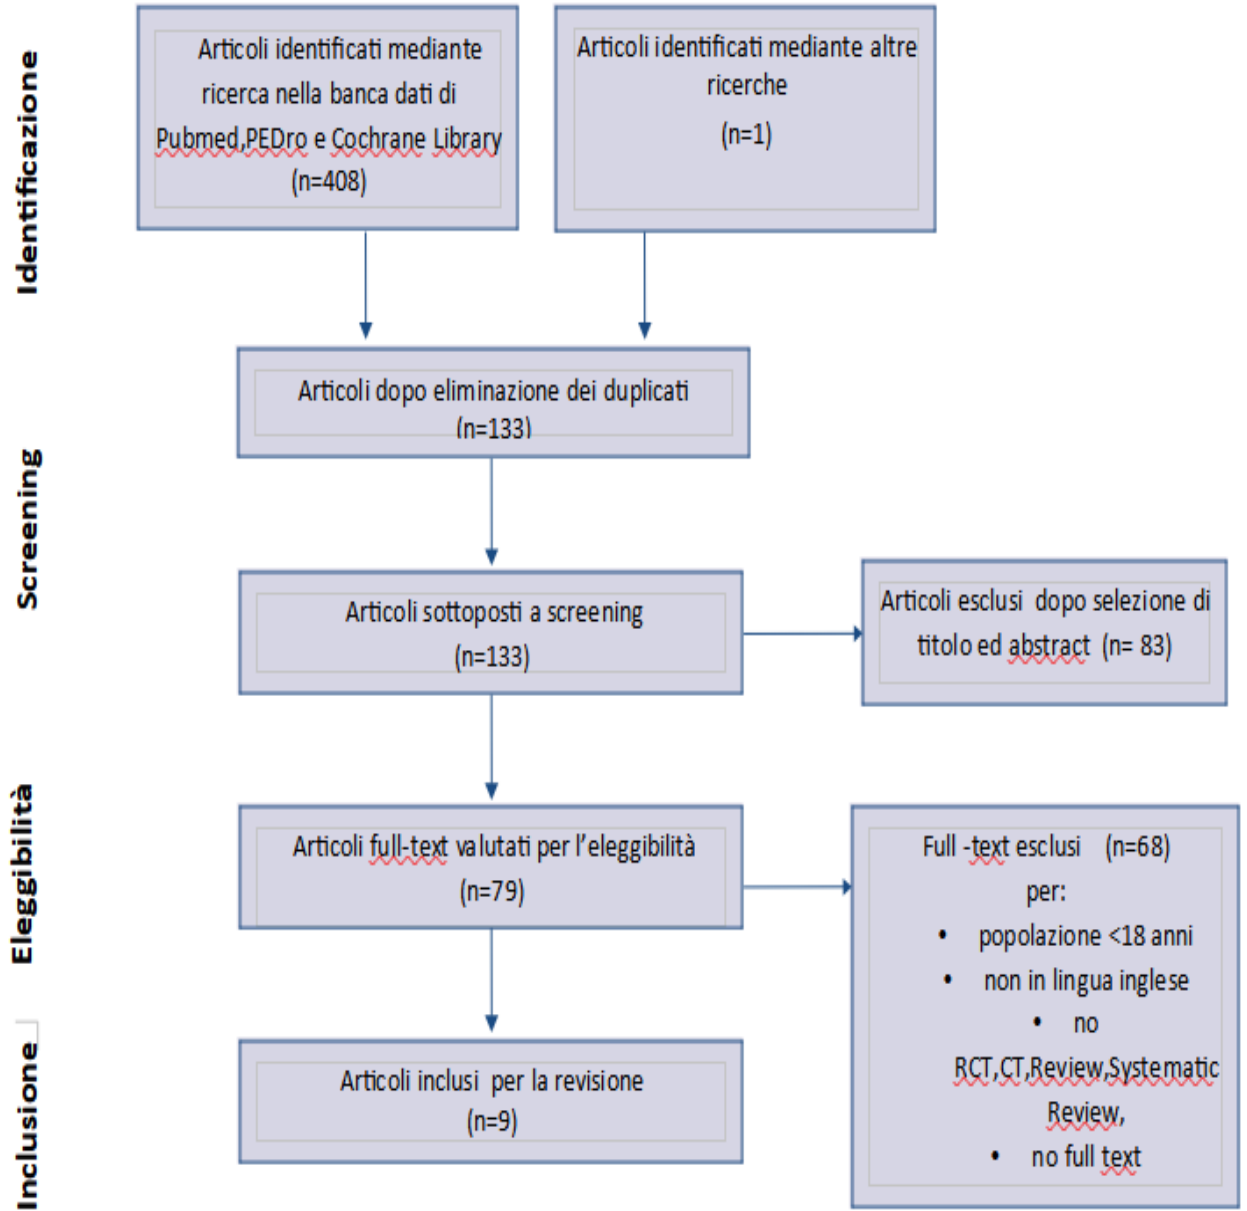 Identificazione
Articoli identificati mediante
ricerca nella banca dati di
Pubmed,PEDro e Cochrane Library
(n=408)
Articoli identificati mediante altre
ricerche
(n=1)
Screening
Articoli dopo eliminazione dei duplicati
(n=133)
Articoli sottoposti a screening
(n=133)
Articoli esclusi dopo selezione di
titolo ed abstract (n= 83)
Eleggibilità
Articoli full-text valutati per l’eleggibilità
(n=79)
Full -text esclusi (n=68)
per:
• popolazione <18 anni
• non in lingua inglese
• no
RCT,CT,Review,Systematic
Review,
• no full text
Inclusione
Articoli inclusi per la revisione
(n=9)